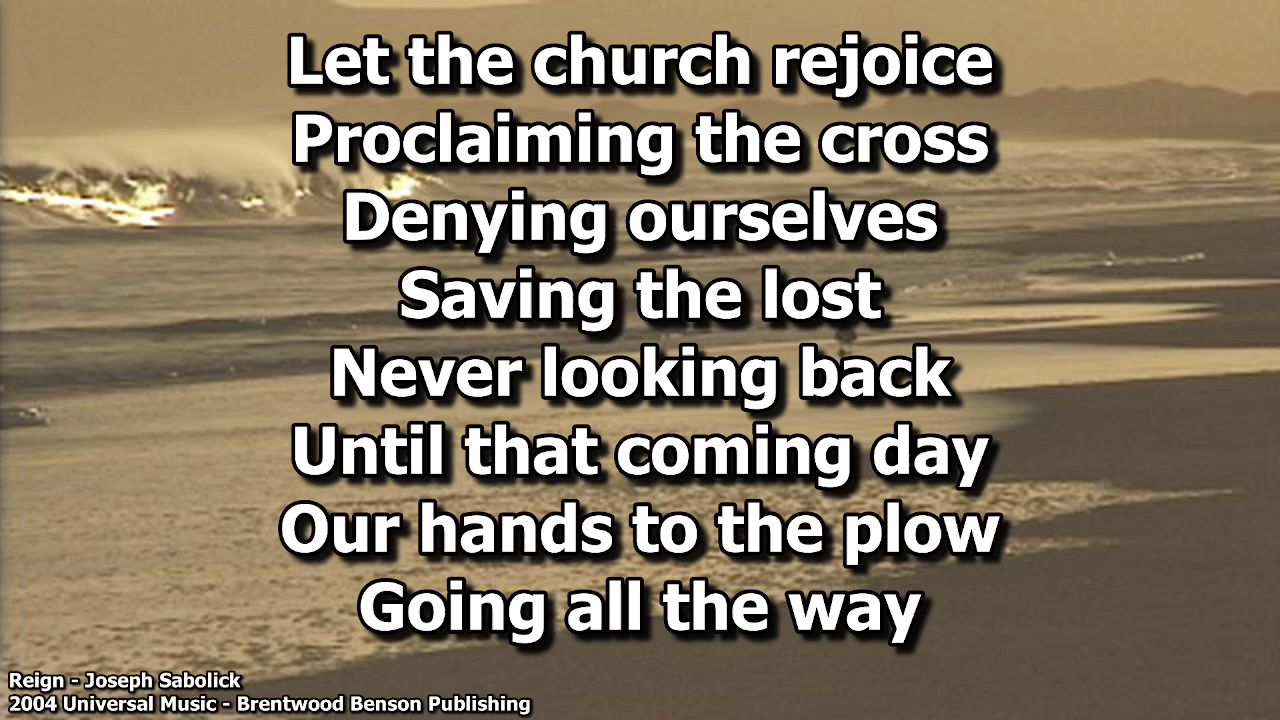 Let the church rejoice
Proclaiming the cross
Denying ourselves
Saving the lost
Never looking back
Until that coming day
Our hands to the plow
Going all the way
Reign - Joseph Sabolick
2004 Universal Music - Brentwood Benson Publishing